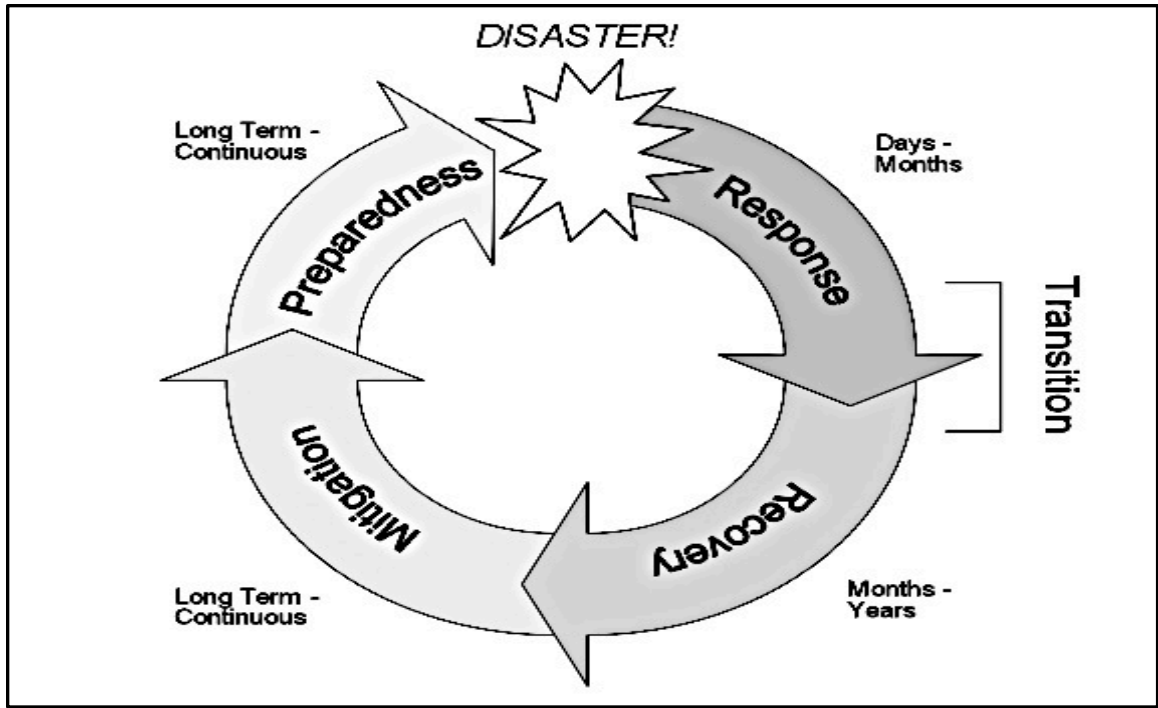 DISASTER!
Long Term -
Continuous
Preparedness
Response
Days -
Months
Transition
Mitigation
Recovery
Long Term -
Continuous
Months -
Years